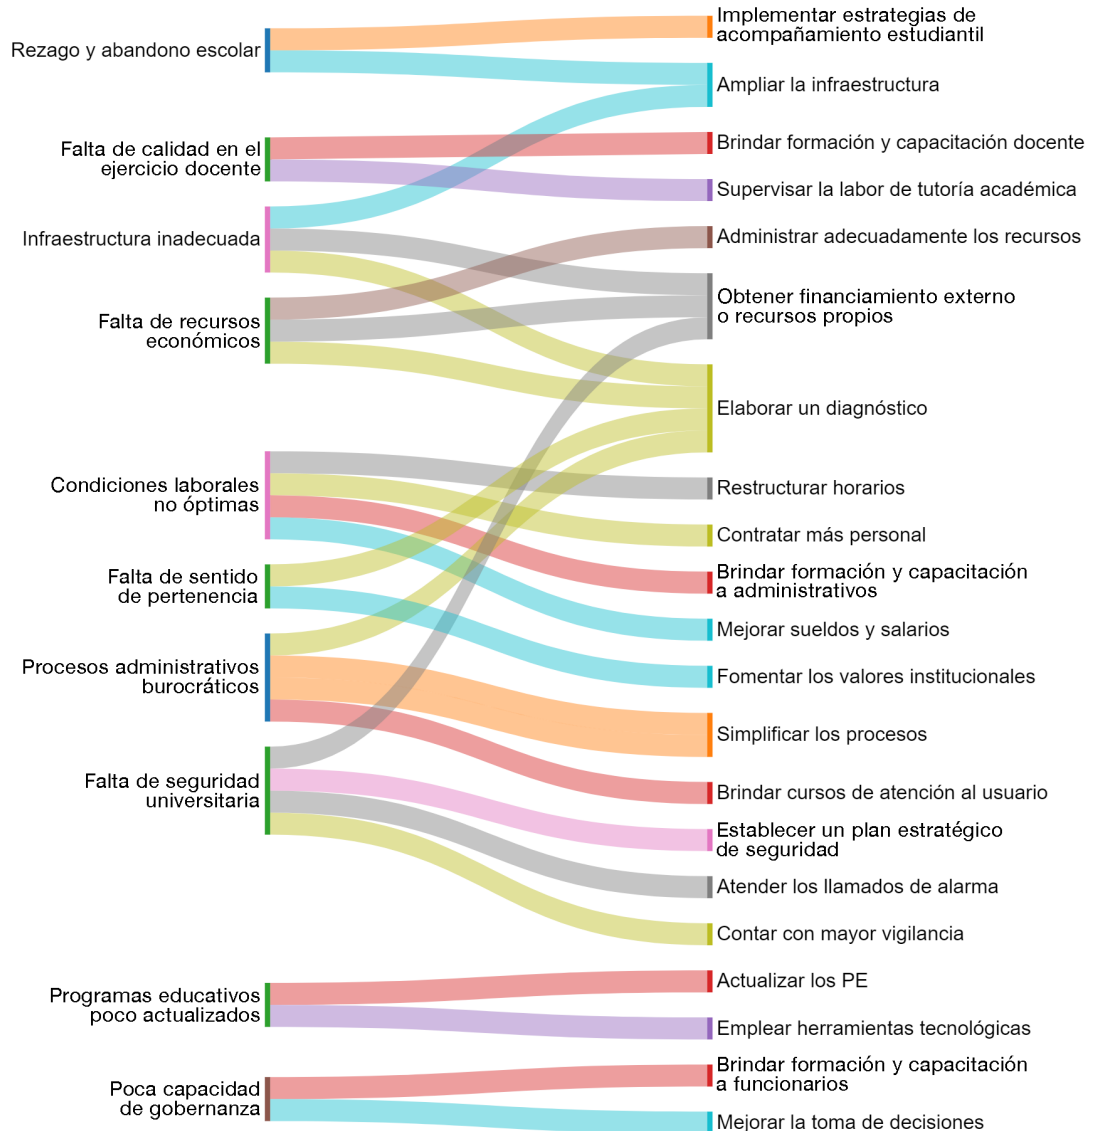 Rezago y abandono escolar
Falta de calidad en el
ejercicio docente
Infraestructura inadecuada
Falta de recursos
económicos
Condiciones laborales
no óptimas
Falta de sentido
de pertenencia
Procesos administrativos
burocráticos
Falta de seguridad
universitaria
Programas educativos
poco actualizados
Poca capacidad
de gobernanza
Implementar estrategias de
acompañamiento estudiantil
Ampliar la infraestructura
Brindar formación y capacitación docente
Supervisar la labor de tutoría académica
Administrar adecuadamente los recursos
Obtener financiamiento externo
o recursos propios
Elaborar un diagnóstico
Restructurar horarios
Contratar más personal
Brindar formación y capacitación
a administrativos
Mejorar sueldos y salarios
Fomentar los valores institucionales
Simplificar los procesos
Brindar cursos de atención al usuario
Establecer un plan estratégico
de seguridad
Atender los llamados de alarma
Contar con mayor vigilancia
Actualizar los PE
Emplear herramientas tecnológicas
Brindar formación y capacitación
a funcionarios
Mejorar la toma de decisiones